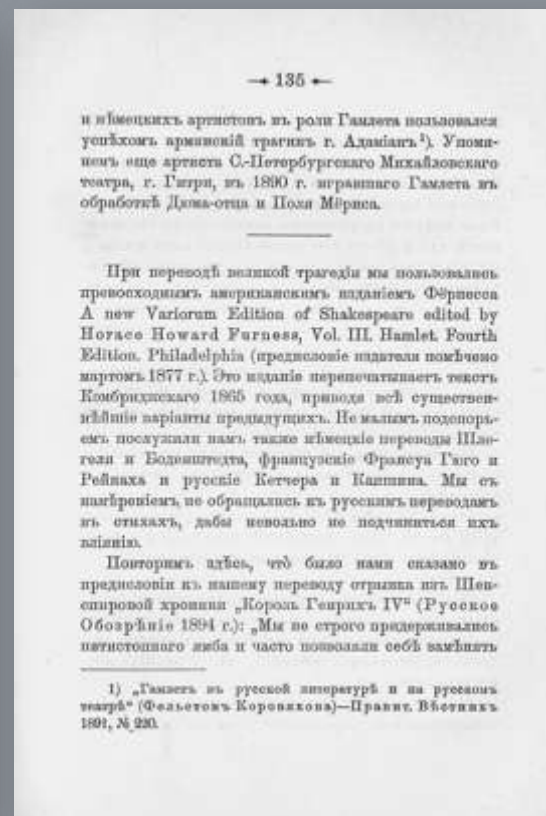 135
и нѣмецкихъ артистовъ въ роли Гамлета пользовался
успѣхомъ армянскій трагикъ г. Адаміанъ¹). Упомя-
немъ еще артиста С.-Петербургскаго Михайловскаго
театра, г. Гитри, въ 1890 г. игравшаго Гамлета въ
обработкѣ Дюма-отца и Поля Мёриса.
При переводѣ великой трагедіи мы пользовались
превосходнымъ американскимъ изданіемъ Фёрнесса
A new Variorum Edition of Shakespeare edited by
Horace Howard Furness, Vol. III. Hamlet. Fourth
Edition. Philadelphia (предисловіе издателя помѣчено
мартомъ 1877 г.). Это изданіе перепечатываетъ текстъ
Кэмбриджскаго 1865 года, приводя всѣ существен-
нѣйшіе варіанты предыдущихъ. Не малымъ подспорь-
емъ послужили намъ также нѣмецкіе переводы Шле-
геля и Боденштедта, французскіе Франсуа Гюго и
Рейнаха и русскіе Кетчера и Каншина. Мы съ
намѣреніемъ не обращались къ русскимъ переводамъ
въ стихахъ, дабы невольно не подчиниться ихъ
вліянію.
Повторимъ здѣсь, что́ было нами сказано въ
предисловіи къ нашему переводу отрывка изъ Шек-
спировой хроники „Король Генрихъ IV“ (Русское
Обозрѣніе 1894 г.): „Мы не строго придерживались
пятистопнаго ямба и часто позволяли себѣ замѣнять
1) „Гамлетъ въ русской литературѣ и на русскомъ
театрѣ“ (Фельетонъ Коровякова)—Правит. Вѣстникъ
1891, № 220.